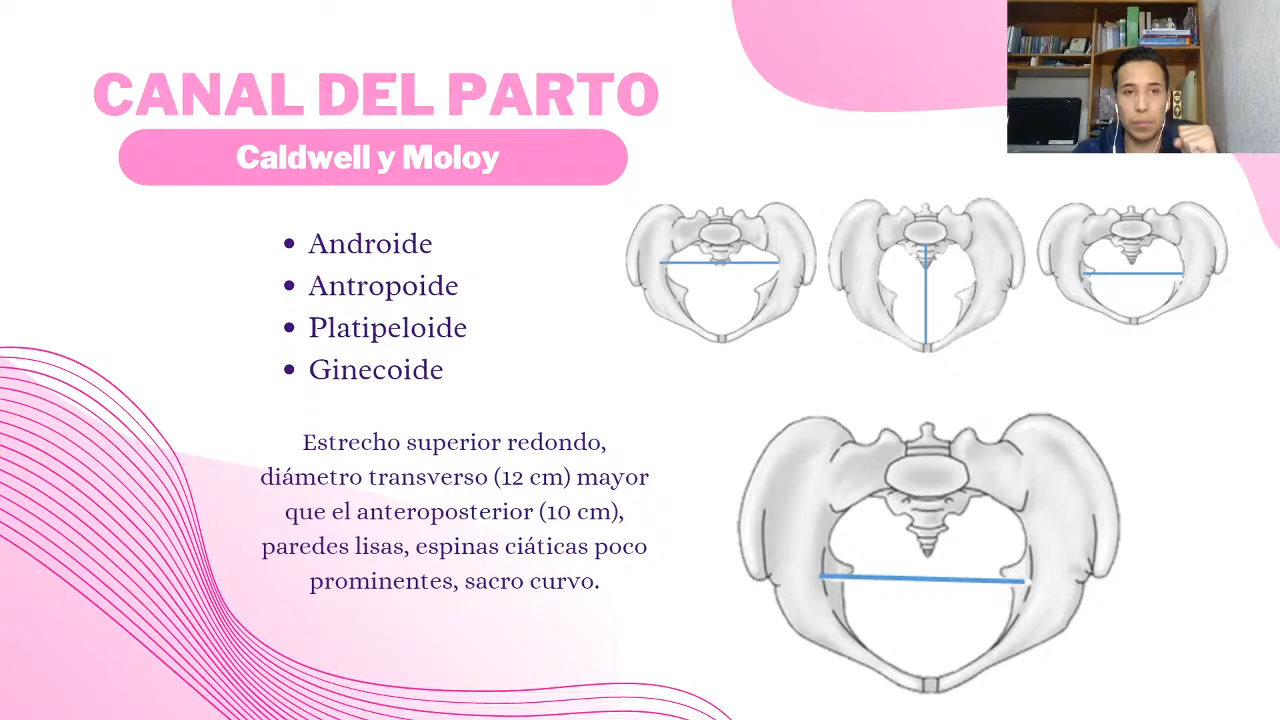 CANAL DEL PARTO
Caldwell y Moloy
• Androide
• Antropoide
• Platipeloide
• Ginecoide
Estrecho superior redondo,
diámetro transverso (12 cm) mayor
que el anteroposterior (10 cm),
paredes lisas, espinas ciáticas poco
prominentes, sacro curvo.